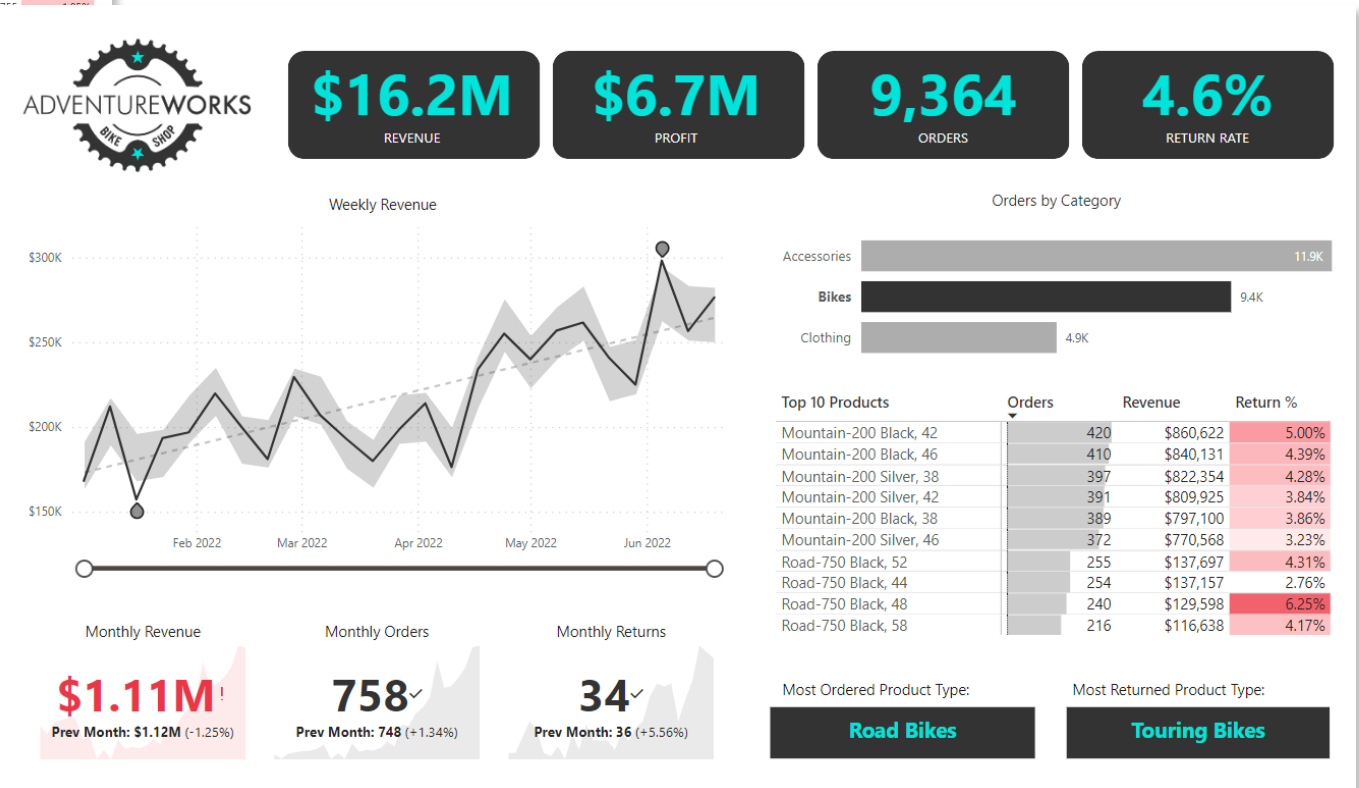 1.85%
ADVENTUREWORKS
BIKE SHOP
$16.2M
REVENUE
$6.7M
PROFIT
9,364
ORDERS
4.6%
RETURN RATE
Weekly Revenue
$300K
$250K
$200K
$150K
Feb 2022 Mar 2022 Apr 2022 May 2022 Jun 2022
Orders by Category
Accessories 11.9K
Bikes 9.4K
Clothing 4.9K
Top 10 Products Orders Revenue Return %
Mountain-200 Black, 42 420 $860,622 5.00%
Mountain-200 Black, 46 410 $840,131 4.39%
Mountain-200 Silver, 38 397 $822,354 4.28%
Mountain-200 Silver, 42 391 $809,925 3.84%
Mountain-200 Black, 38 389 $797,100 3.86%
Mountain-200 Silver, 46 372 $770,568 3.23%
Road-750 Black, 52 255 $137,697 4.31%
Road-750 Black, 44 254 $137,157 2.76%
Road-750 Black, 48 240 $129,598 6.25%
Road-750 Black, 58 216 $116,638 4.17%
Monthly Revenue
$1.11M!
Prev Month: $1.12M (-1.25%)
Monthly Orders
758
Prev Month: 748 (+1.34%)
Monthly Returns
34
Prev Month: 36 (+5.56%)
Most Ordered Product Type:
Road Bikes
Most Returned Product Type:
Touring Bikes